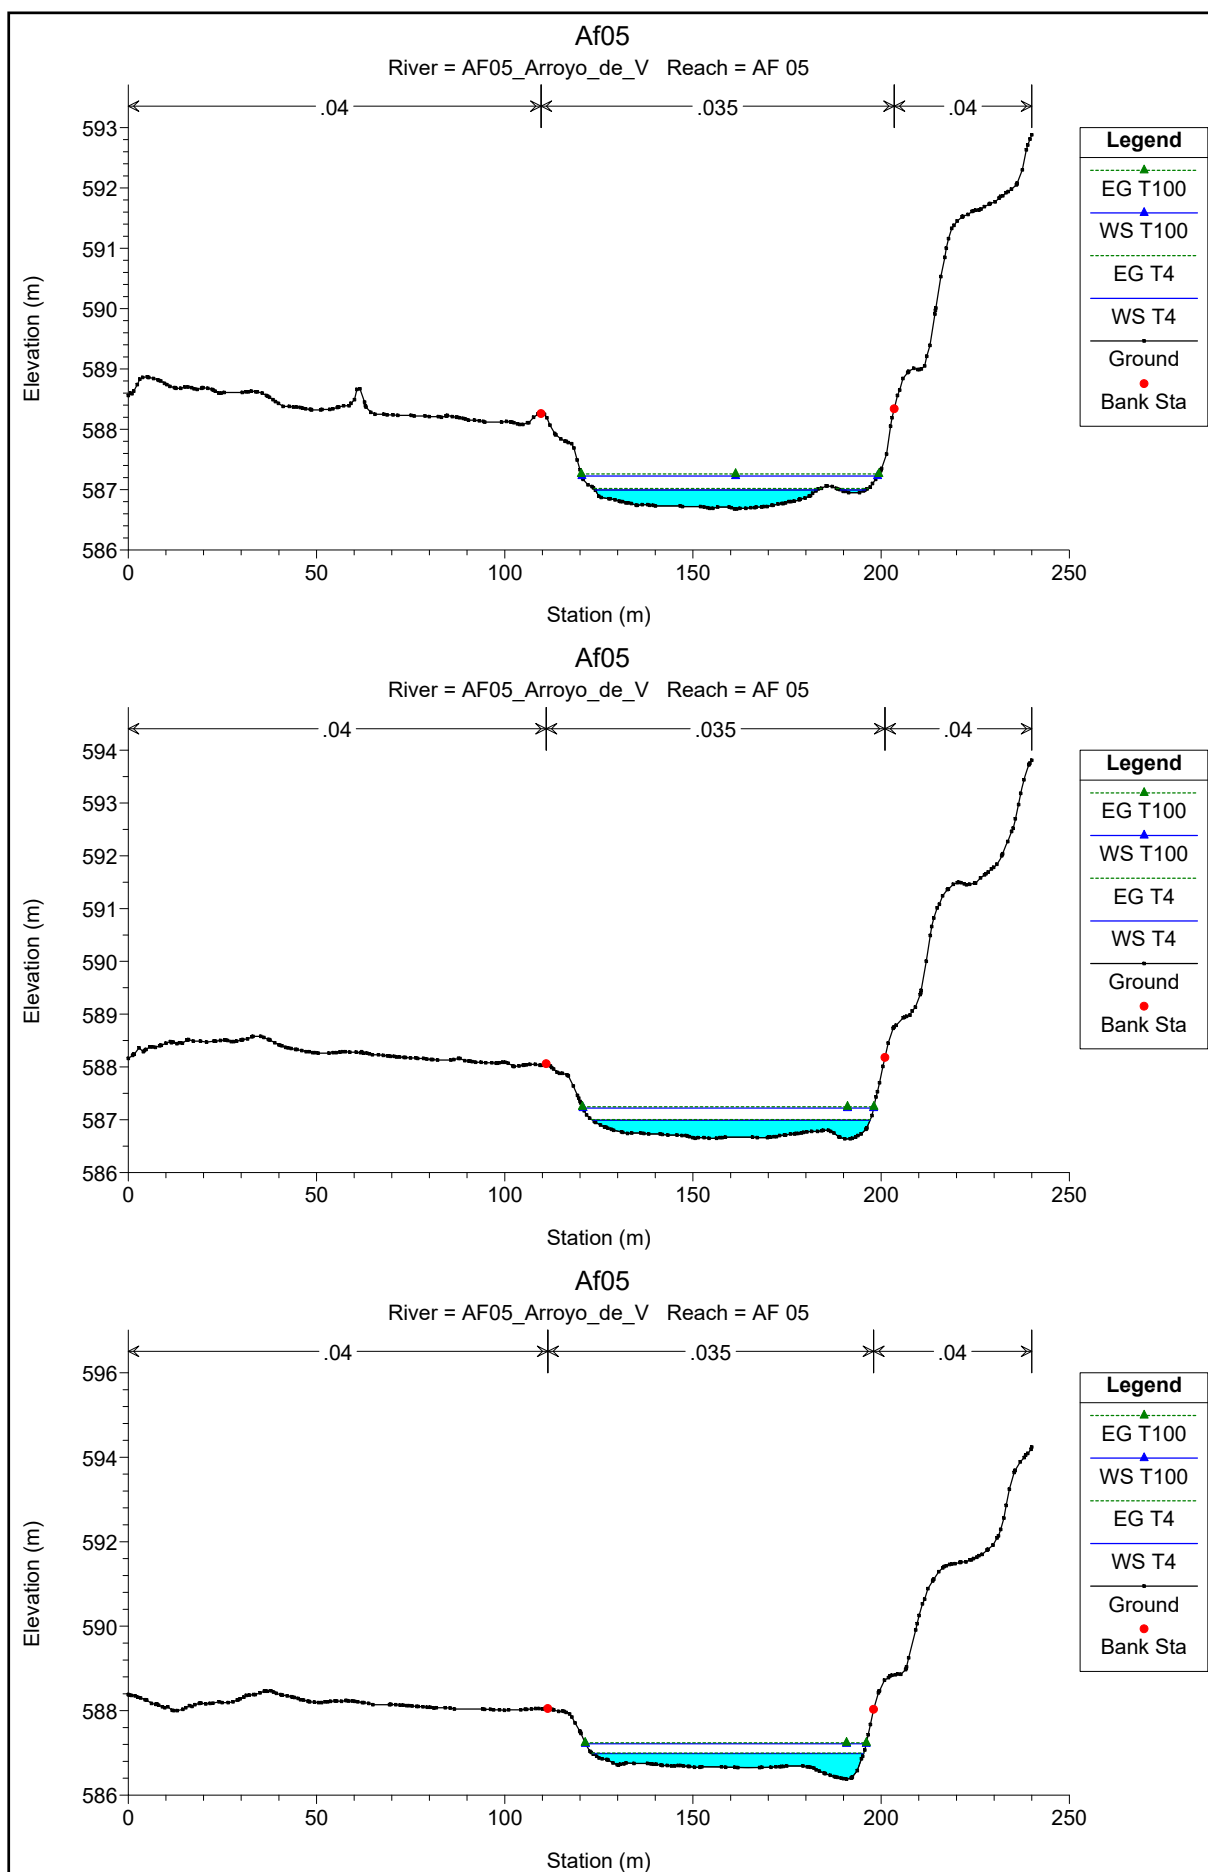 Af05
River = AF05_Arroyo_de_V   Reach = AF 05
.04 .035 .04
593
592
591
590
589
588
587
586
0 50 100 150 200 250
Elevation (m)
Station (m)
Legend
EG T100
WS T100
EG T4
WS T4
Ground
Bank Sta
Af05
River = AF05_Arroyo_de_V   Reach = AF 05
.04 .035 .04
594
593
592
591
590
589
588
587
586
0 50 100 150 200 250
Elevation (m)
Station (m)
Legend
EG T100
WS T100
EG T4
WS T4
Ground
Bank Sta
Af05
River = AF05_Arroyo_de_V   Reach = AF 05
.04 .035 .04
596
594
592
590
588
586
0 50 100 150 200 250
Elevation (m)
Station (m)
Legend
EG T100
WS T100
EG T4
WS T4
Ground
Bank Sta